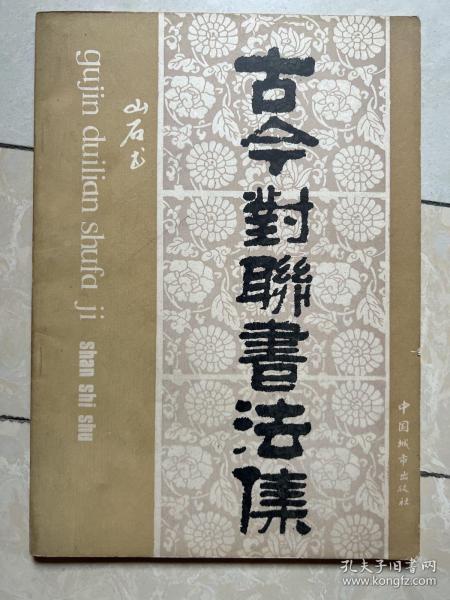 古今對聯書法集
山石书
gujin duilian shufa ji
shan shi shu
中国城市出版社
孔夫子旧书网
www.kongfz.com